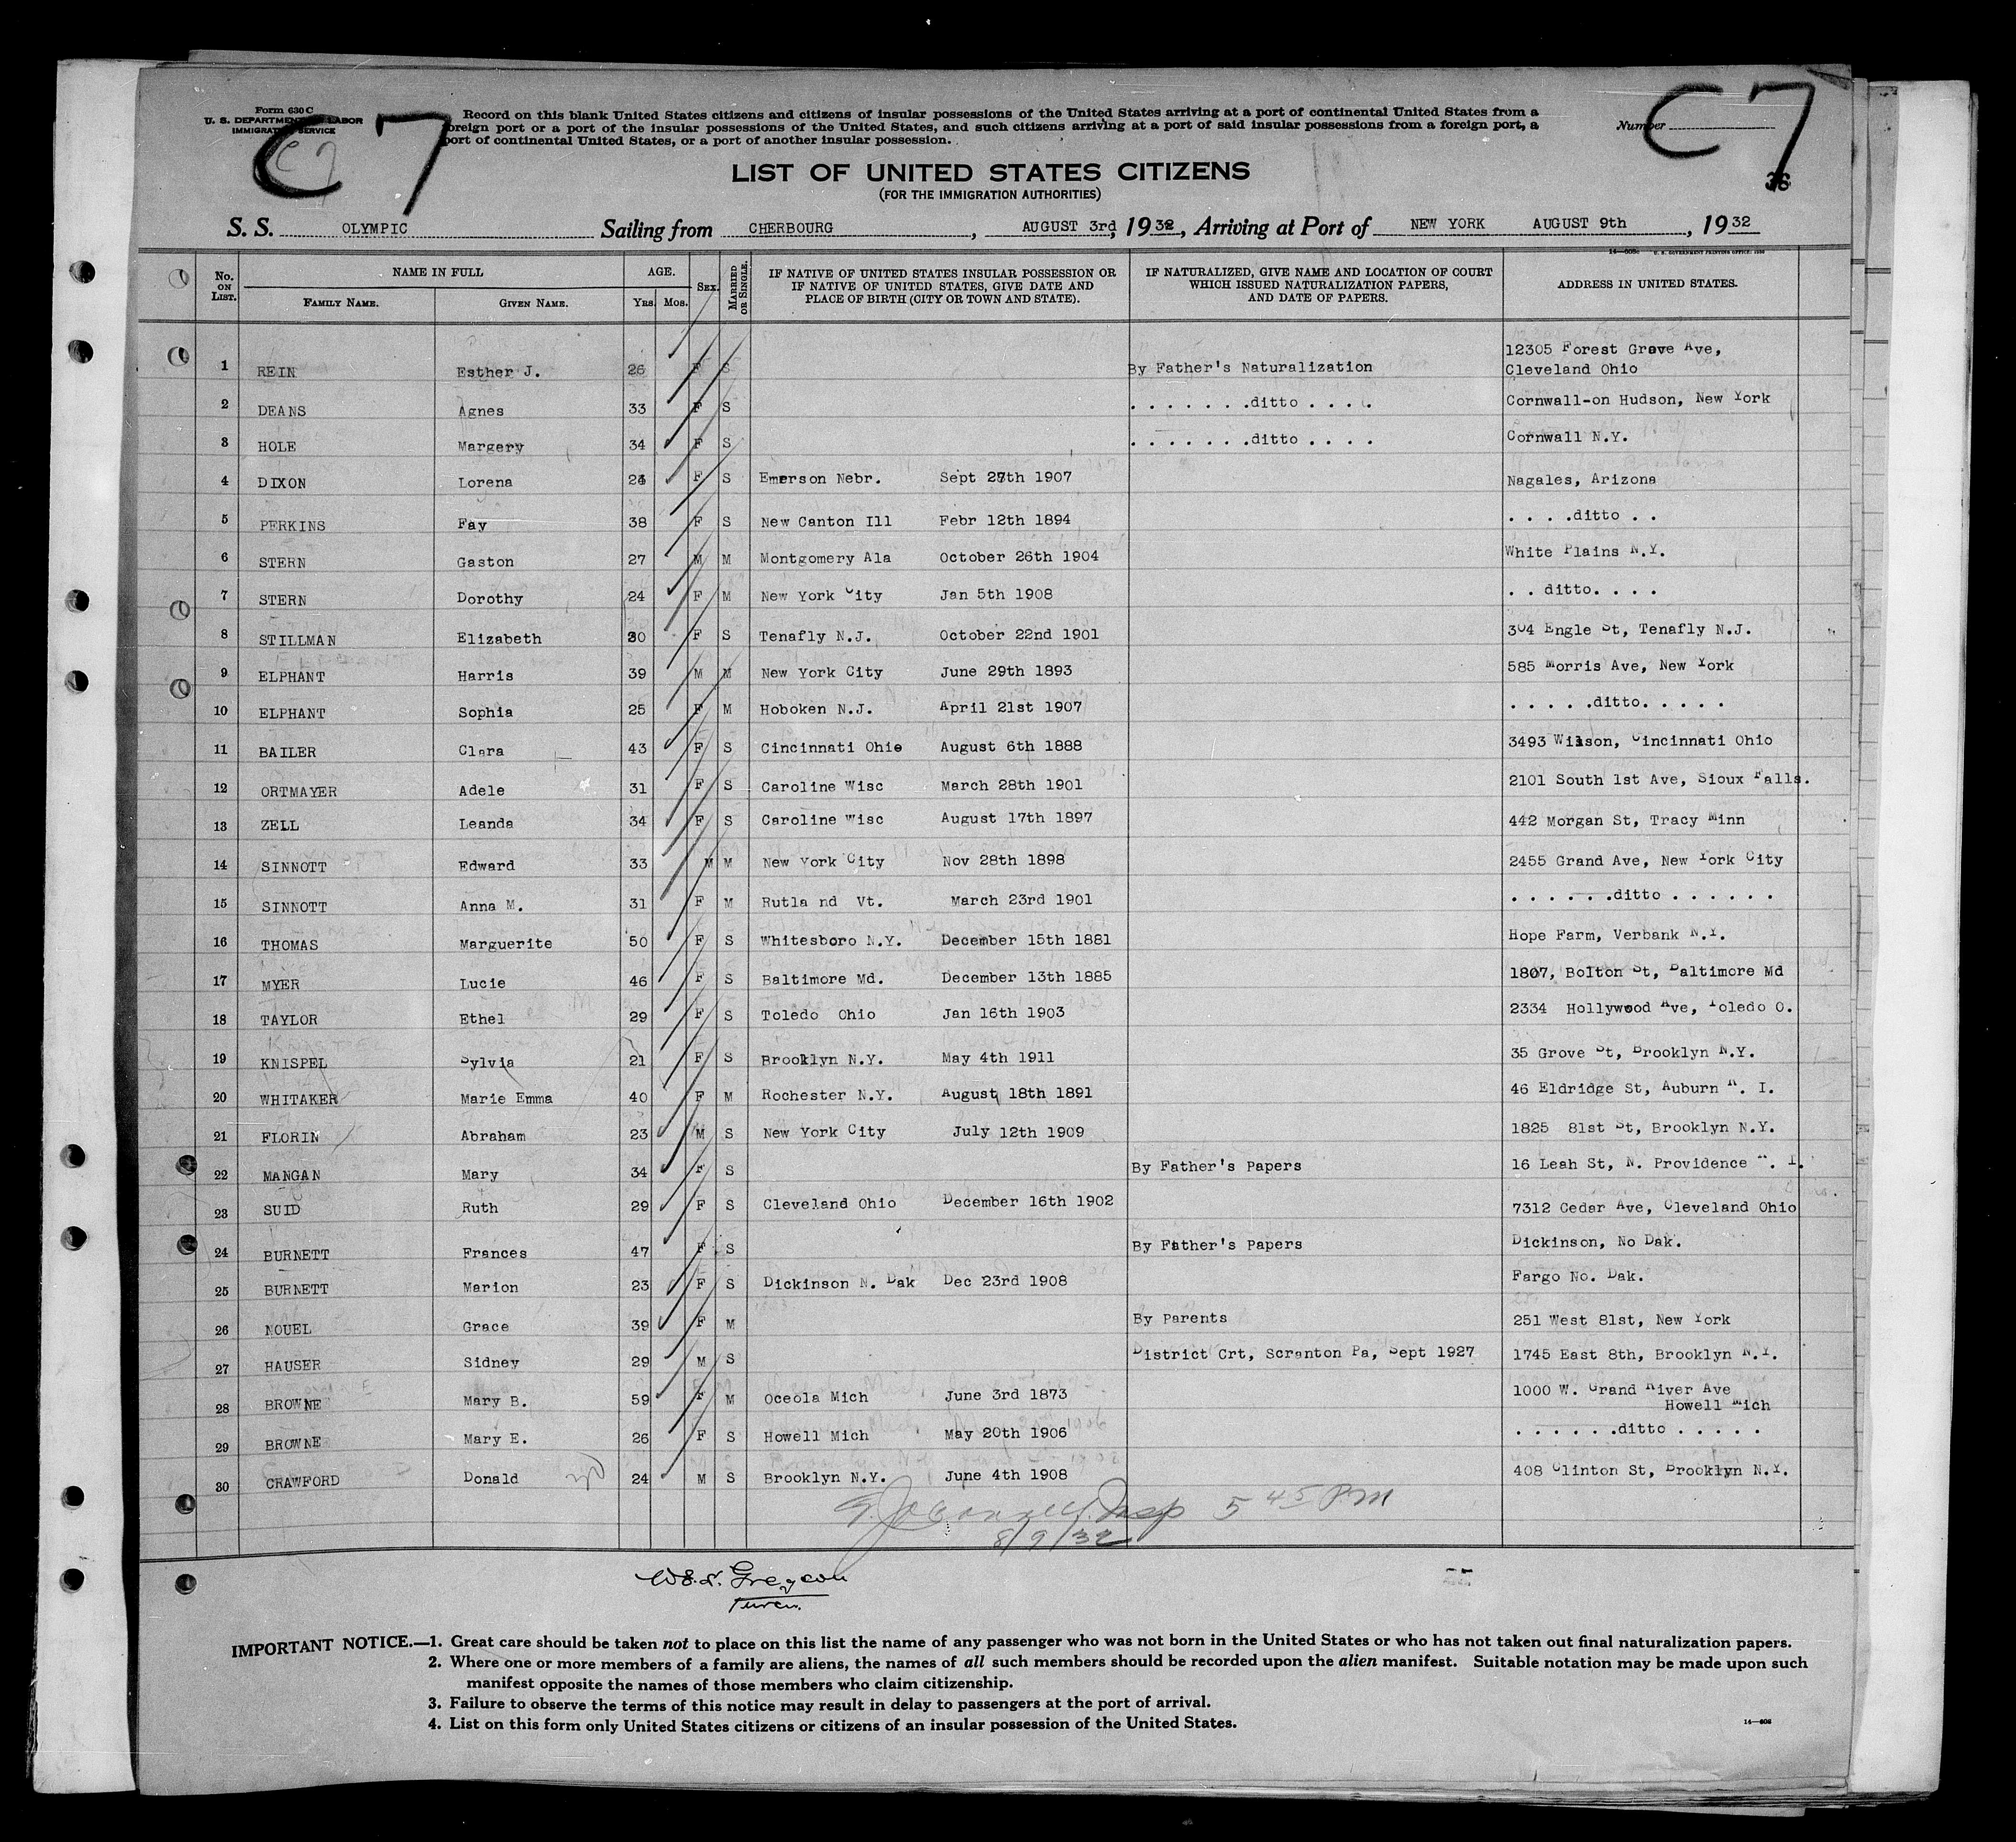 C7
C7
Form 630 C
U. S. DEPARTMENT OF LABOR
IMMIGRATION SERVICE
Record on this blank United States citizens and citizens of insular possessions of the United States arriving at a port of continental United States from a
foreign port or a port of the insular possessions of the United States, and such citizens arriving at a port of said insular possessions from a foreign port, a
port of continental United States, or a port of another insular possession.
Number
LIST OF UNITED STATES CITIZENS
(FOR THE IMMIGRATION AUTHORITIES)
S. S. OLYMPIC Sailing from CHERBOURG, AUGUST 3rd, 1932, Arriving at Port of NEW YORK AUGUST 9th, 1932
No. ON LIST. NAME IN FULL FAMILY NAME. GIVEN NAME. AGE. Yrs. Mos. SEX. MARRIED OR SINGLE. IF NATIVE OF UNITED STATES INSULAR POSSESSION OR IF NATIVE OF UNITED STATES, GIVE DATE AND PLACE OF BIRTH (CITY OR TOWN AND STATE). IF NATURALIZED, GIVE NAME AND LOCATION OF COURT WHICH ISSUED NATURALIZATION PAPERS, AND DATE OF PAPERS. ADDRESS IN UNITED STATES.
1 REIN Esther J. 26 F S By Father's Naturalization 12305 Forest Grove Ave, Cleveland Ohio
2 DEANS Agnes 33 F S . . . . . . .ditto . . . . Cornwall-on Hudson, New York
3 HOLE Margery 34 F S . . . . . . .ditto . . . . Cornwall N.Y.
4 DIXON Lorena 24 F S Emerson Nebr. Sept 27th 1907 Nagales, Arizona
5 PERKINS Fay 38 F S New Canton Ill Febr 12th 1894 . . . .ditto . .
6 STERN Gaston 27 M M Montgomery Ala October 26th 1904 White Plains N.Y.
7 STERN Dorothy 24 F M New York City Jan 5th 1908 . . ditto. . . .
8 STILLMAN Elizabeth 30 F S Tenafly N.J. October 22nd 1901 304 Engle St, Tenafly N.J.
9 ELPHANT Harris 39 M M New York City June 29th 1893 585 Morris Ave, New York
10 ELPHANT Sophia 25 F M Hoboken N.J. April 21st 1907 . . . . .ditto. . . . .
11 BAILER Clara 43 F S Cincinnati Ohio August 6th 1888 3493 Wilson, Cincinnati Ohio
12 ORTMAYER Adele 31 F S Caroline Wisc March 28th 1901 2101 South 1st Ave, Sioux Falls.
13 ZELL Leanda 34 F S Caroline Wisc August 17th 1897 442 Morgan St, Tracy Minn
14 SINNOTT Edward 33 M M New York City Nov 28th 1898 2455 Grand Ave, New York City
15 SINNOTT Anna M. 31 F M Rutla nd Vt. March 23rd 1901 . . . . . .ditto . . . . . .
16 THOMAS Marguerite 50 F S Whitesboro N.Y. December 15th 1881 Hope Farm, Verbank N.Y.
17 MYER Lucie 46 F S Baltimore Md. December 13th 1885 1807, Bolton St, Baltimore Md
18 TAYLOR Ethel 29 F S Toledo Ohio Jan 16th 1903 2334 Hollywood Ave, Toledo O.
19 KNISPEL Sylvia 21 F S Brooklyn N.Y. May 4th 1911 35 Grove St, Brooklyn N.Y.
20 WHITAKER Marie Emma 40 F M Rochester N.Y. August 18th 1891 46 Eldridge St, Auburn R. I.
21 FLORIN Abraham 23 M S New York City July 12th 1909 1825 81st St, Brooklyn N.Y.
22 MANGAN Mary 34 F S By Father's Papers 16 Leah St, N. Providence R. I.
23 SUID Ruth 29 F S Cleveland Ohio December 16th 1902 7312 Cedar Ave, Cleveland Ohio
24 BURNETT Frances 47 F S By Father's Papers Dickinson, No Dak.
25 BURNETT Marion 23 F S Dickinson N. Dak Dec 23rd 1908 Fargo No. Dak.
26 NOUEL Grace 39 F M By Parents 251 West 81st, New York
27 HAUSER Sidney 29 M S District Crt, Scranton Pa, Sept 1927 1745 East 8th, Brooklyn N.Y.
28 BROWNE Mary B. 59 F M Oceola Mich June 3rd 1873 1000 W. Grand River Ave Howell Mich
29 BROWNE Mary E. 26 F S Howell Mich May 20th 1906 . . . . . .ditto . . . . .
30 CRAWFORD Donald 24 M S Brooklyn N.Y. June 4th 1908 408 Clinton St, Brooklyn N.Y.
Insp 5 45 PM
8/9/32
IMPORTANT NOTICE.—1. Great care should be taken not to place on this list the name of any passenger who was not born in the United States or who has not taken out final naturalization papers.
2. Where one or more members of a family are aliens, the names of all such members should be recorded upon the alien manifest. Suitable notation may be made upon such
manifest opposite the names of those members who claim citizenship.
3. Failure to observe the terms of this notice may result in delay to passengers at the port of arrival.
4. List on this form only United States citizens or citizens of an insular possession of the United States.